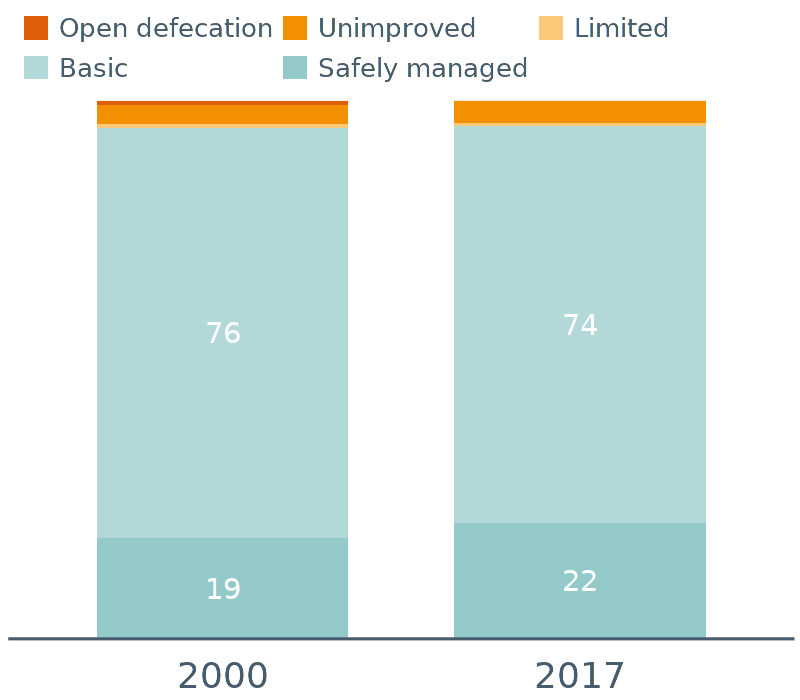 Open defecation Unimproved Limited
Basic Safely managed
76 74
19 22
2000 2017